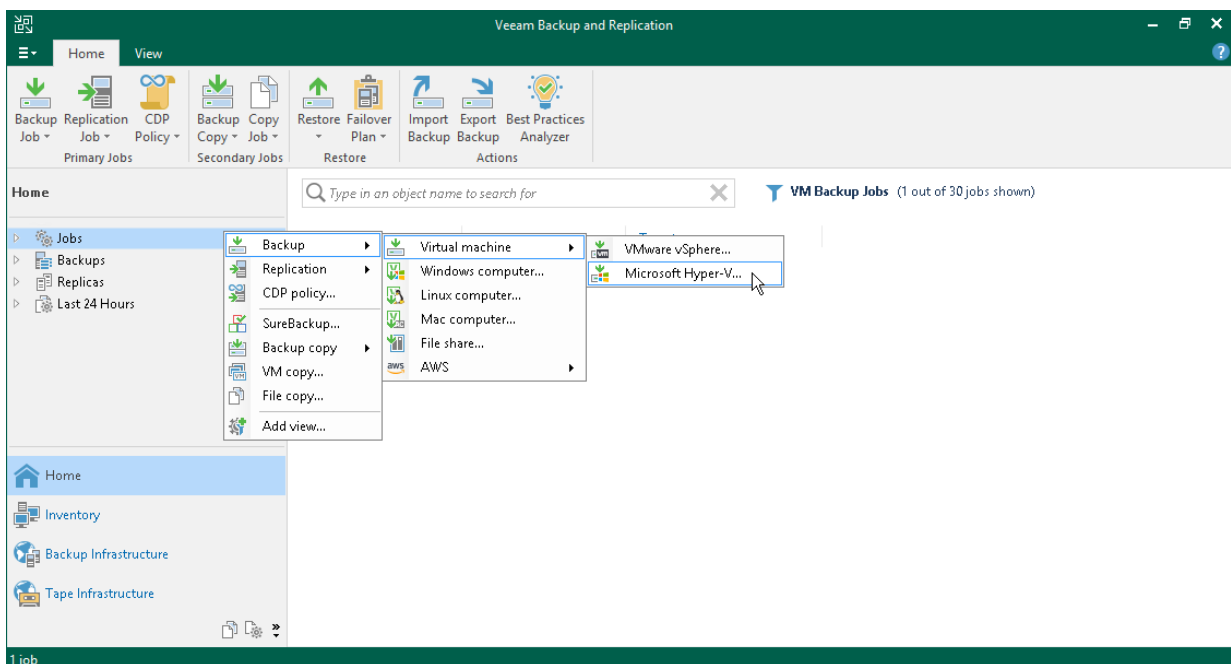 Veeam Backup and Replication
Home View
Backup Job
Replication Job
CDP Policy
Backup Copy
Copy Job
Restore
Failover Plan
Import Backup
Export Backup
Best Practices Analyzer
Primary Jobs
Secondary Jobs
Restore
Actions
Home
Type in an object name to search for
VM Backup Jobs (1 out of 30 jobs shown)
Jobs
Backups
Replicas
Last 24 Hours
Backup
Replication
CDP policy...
SureBackup...
Backup copy
VM copy...
File copy...
Add view...
Virtual machine
Windows computer...
Linux computer...
Mac computer...
File share...
aws AWS
VMware vSphere...
Microsoft Hyper-V...
Home
Inventory
Backup Infrastructure
Tape Infrastructure
1 job